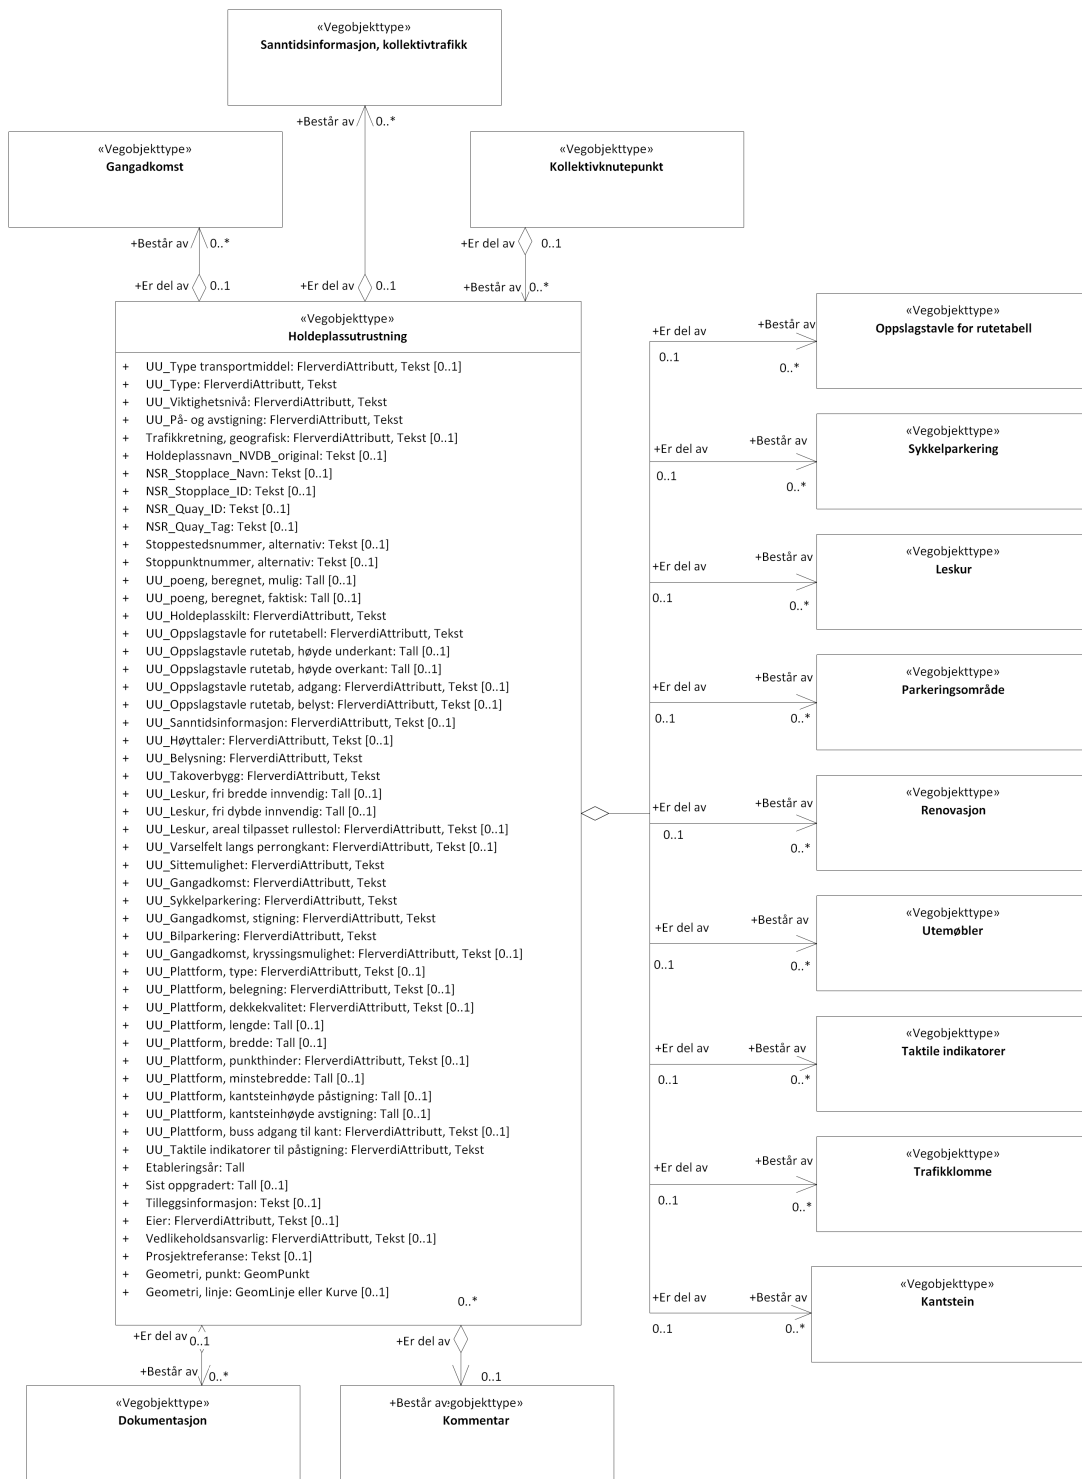 «Vegobjekttype»
Sanntidsinformasjon, kollektivtrafikk
+Består av 0..*
«Vegobjekttype»
Gangadkomst
«Vegobjekttype»
Kollektivknutepunkt
+Består av 0..*
+Er del av 0..1
+Er del av 0..1
+Er del av 0..1
+Består av 0..*
«Vegobjekttype»
Holdeplassutrustning
+ UU_Type transportmiddel: FlerverdiAttributt, Tekst [0..1]
+ UU_Type: FlerverdiAttributt, Tekst
+ UU_Viktighetsnivå: FlerverdiAttributt, Tekst
+ UU_På- og avstigning: FlerverdiAttributt, Tekst
+ Trafikkretning, geografisk: FlerverdiAttributt, Tekst [0..1]
+ Holdeplassnavn_NVDB_original: Tekst [0..1]
+ NSR_Stopplace_Navn: Tekst [0..1]
+ NSR_Stopplace_ID: Tekst [0..1]
+ NSR_Quay_ID: Tekst [0..1]
+ NSR_Quay_Tag: Tekst [0..1]
+ Stoppestedsnummer, alternativ: Tekst [0..1]
+ Stoppunktnummer, alternativ: Tekst [0..1]
+ UU_poeng, beregnet, mulig: Tall [0..1]
+ UU_poeng, beregnet, faktisk: Tall [0..1]
+ UU_Holdeplasskilt: FlerverdiAttributt, Tekst
+ UU_Oppslagstavle for rutetabell: FlerverdiAttributt, Tekst
+ UU_Oppslagstavle rutetab, høyde underkant: Tall [0..1]
+ UU_Oppslagstavle rutetab, høyde overkant: Tall [0..1]
+ UU_Oppslagstavle rutetab, adgang: FlerverdiAttributt, Tekst [0..1]
+ UU_Oppslagstavle rutetab, belyst: FlerverdiAttributt, Tekst [0..1]
+ UU_Sanntidsinformasjon: FlerverdiAttributt, Tekst [0..1]
+ UU_Høyttaler: FlerverdiAttributt, Tekst [0..1]
+ UU_Belysning: FlerverdiAttributt, Tekst
+ UU_Takoverbygg: FlerverdiAttributt, Tekst
+ UU_Leskur, fri bredde innvendig: Tall [0..1]
+ UU_Leskur, fri dybde innvendig: Tall [0..1]
+ UU_Leskur, areal tilpasset rullestol: FlerverdiAttributt, Tekst [0..1]
+ UU_Varselfelt langs perrongkant: FlerverdiAttributt, Tekst [0..1]
+ UU_Sittemulighet: FlerverdiAttributt, Tekst
+ UU_Gangadkomst: FlerverdiAttributt, Tekst
+ UU_Sykkelparkering: FlerverdiAttributt, Tekst
+ UU_Gangadkomst, stigning: FlerverdiAttributt, Tekst
+ UU_Bilparkering: FlerverdiAttributt, Tekst
+ UU_Gangadkomst, kryssingsmulighet: FlerverdiAttributt, Tekst [0..1]
+ UU_Plattform, type: FlerverdiAttributt, Tekst [0..1]
+ UU_Plattform, belegning: FlerverdiAttributt, Tekst [0..1]
+ UU_Plattform, dekkekvalitet: FlerverdiAttributt, Tekst [0..1]
+ UU_Plattform, lengde: Tall [0..1]
+ UU_Plattform, bredde: Tall [0..1]
+ UU_Plattform, punkthinder: FlerverdiAttributt, Tekst [0..1]
+ UU_Plattform, minstebredde: Tall [0..1]
+ UU_Plattform, kantsteinhøyde påstigning: Tall [0..1]
+ UU_Plattform, kantsteinhøyde avstigning: Tall [0..1]
+ UU_Plattform, buss adgang til kant: FlerverdiAttributt, Tekst [0..1]
+ UU_Taktile indikatorer til påstigning: FlerverdiAttributt, Tekst
+ Etableringsår: Tall
+ Sist oppgradert: Tall [0..1]
+ Tilleggsinformasjon: Tekst [0..1]
+ Eier: FlerverdiAttributt, Tekst [0..1]
+ Vedlikeholdsansvarlig: FlerverdiAttributt, Tekst [0..1]
+ Prosjektreferanse: Tekst [0..1]
+ Geometri, punkt: GeomPunkt
+ Geometri, linje: GeomLinje eller Kurve [0..1]
0..*
+Er del av 0..1
+Består av 0..*
+Er del av
0..1
«Vegobjekttype»
Dokumentasjon
+Består av egobjekttype»
Kommentar
+Er del av +Består av
0..1 0..*
«Vegobjekttype»
Oppslagstavle for rutetabell
+Er del av +Består av
0..1 0..*
«Vegobjekttype»
Sykkelparkering
+Er del av +Består av
0..1 0..*
«Vegobjekttype»
Leskur
+Er del av +Består av
0..1 0..*
«Vegobjekttype»
Parkeringsområde
+Er del av +Består av
0..1 0..*
«Vegobjekttype»
Renovasjon
+Er del av +Består av
0..1 0..*
«Vegobjekttype»
Utemøbler
+Er del av +Består av
0..1 0..*
«Vegobjekttype»
Taktile indikatorer
+Er del av +Består av
0..1 0..*
«Vegobjekttype»
Trafikklomme
+Er del av +Består av
0..1 0..*
«Vegobjekttype»
Kantstein